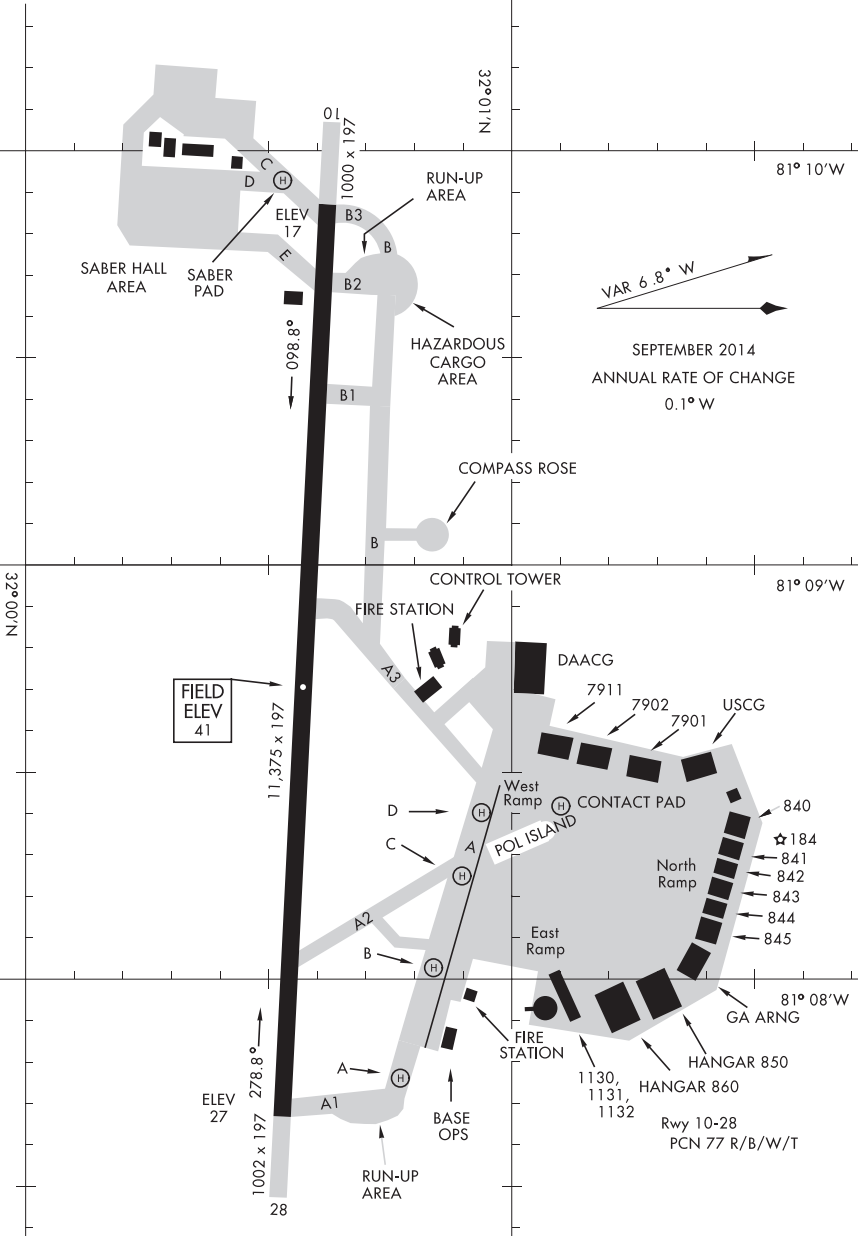 32°01'N
01
1000 x 197
81° 10'W
C
D
H
RUN-UP
AREA
ELEV
17
B3
B
E
SABER HALL
AREA
SABER
PAD
B2
VAR 6.8° W
098.8°
HAZARDOUS
CARGO
AREA
SEPTEMBER 2014
ANNUAL RATE OF CHANGE
0.1° W
B1
COMPASS ROSE
B
32°00'N
CONTROL TOWER
81° 09'W
FIRE STATION
A3
DAACG
FIELD
ELEV
41
7911
7902
7901
USCG
11,375 x 197
West
Ramp
D
H
H
CONTACT PAD
840
POL ISLAND
184
C
A
841
H
North
Ramp
842
843
844
A2
845
East
Ramp
B
H
81° 08'W
GA ARNG
FIRE
STATION
278.8°
HANGAR 850
A
H
1130,
1131,
1132
HANGAR 860
ELEV
27
A1
BASE
OPS
Rwy 10-28
PCN 77 R/B/W/T
1002 x 197
RUN-UP
AREA
28